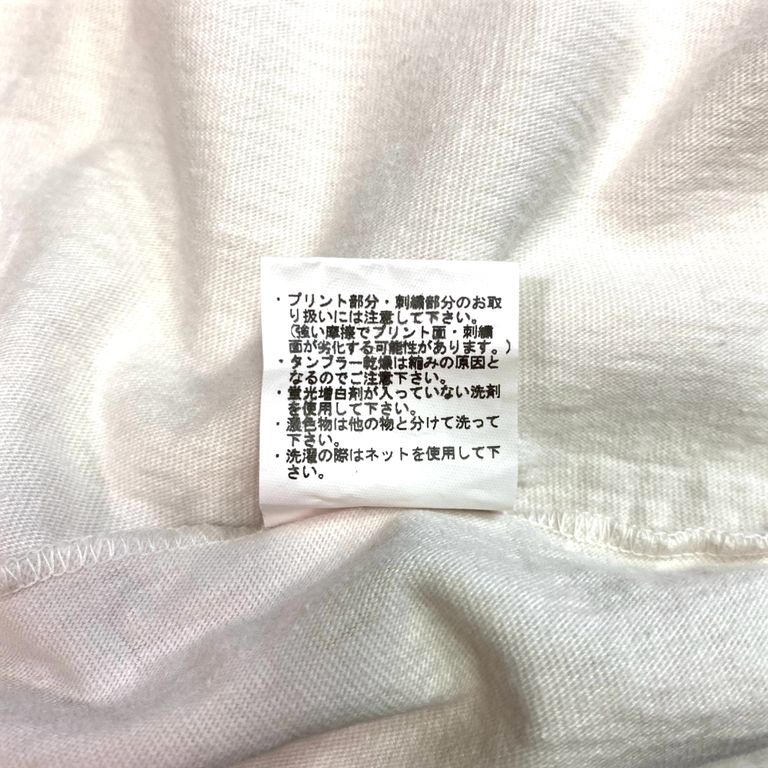 ・プリント部分・刺繍部分のお取
り扱いには注意して下さい。
(強い摩擦でプリント面・刺繍
面が劣化する可能性があります。)
・タンブラー乾燥は縮みの原因と
なるのでご注意下さい。
・蛍光増白剤が入っていない洗剤
を使用して下さい。
・濃色物は他の物と分けて洗って
下さい。
・洗濯の際はネットを使用して下
さい。